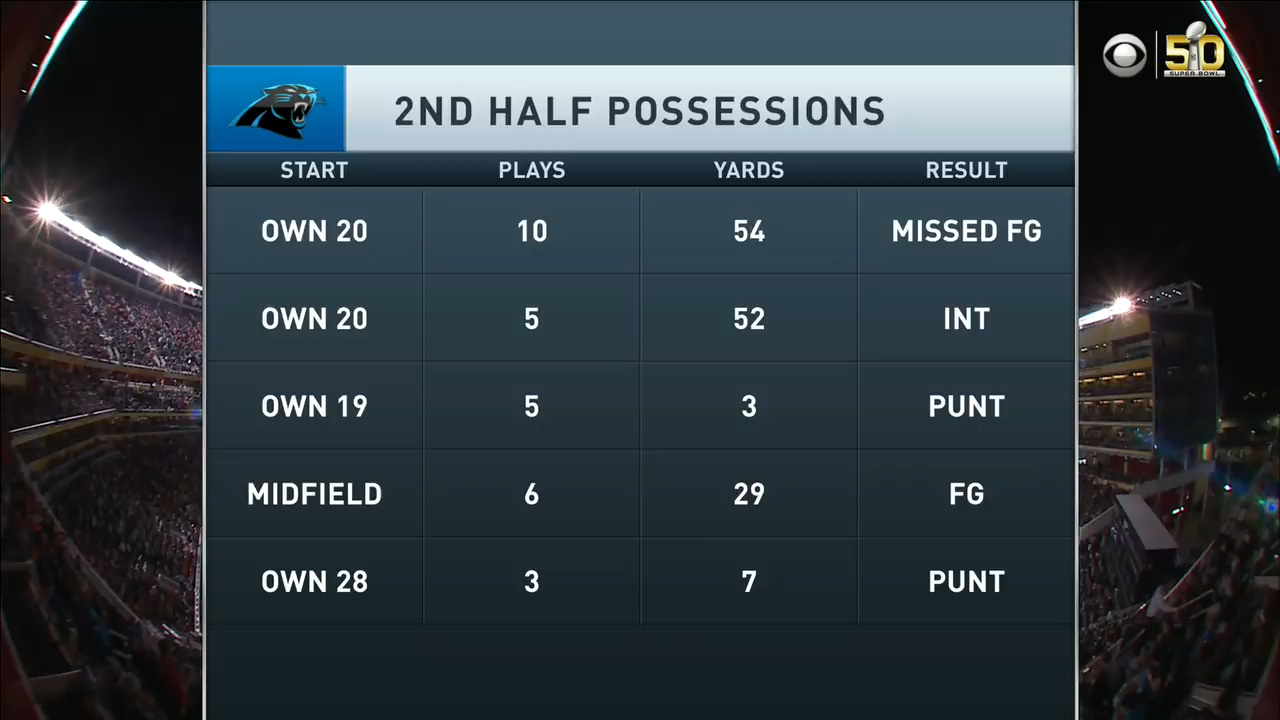 50
SUPER BOWL
2ND HALF POSSESSIONS
START PLAYS YARDS RESULT
OWN 20 10 54 MISSED FG
OWN 20 5 52 INT
OWN 19 5 3 PUNT
MIDFIELD 6 29 FG
OWN 28 3 7 PUNT